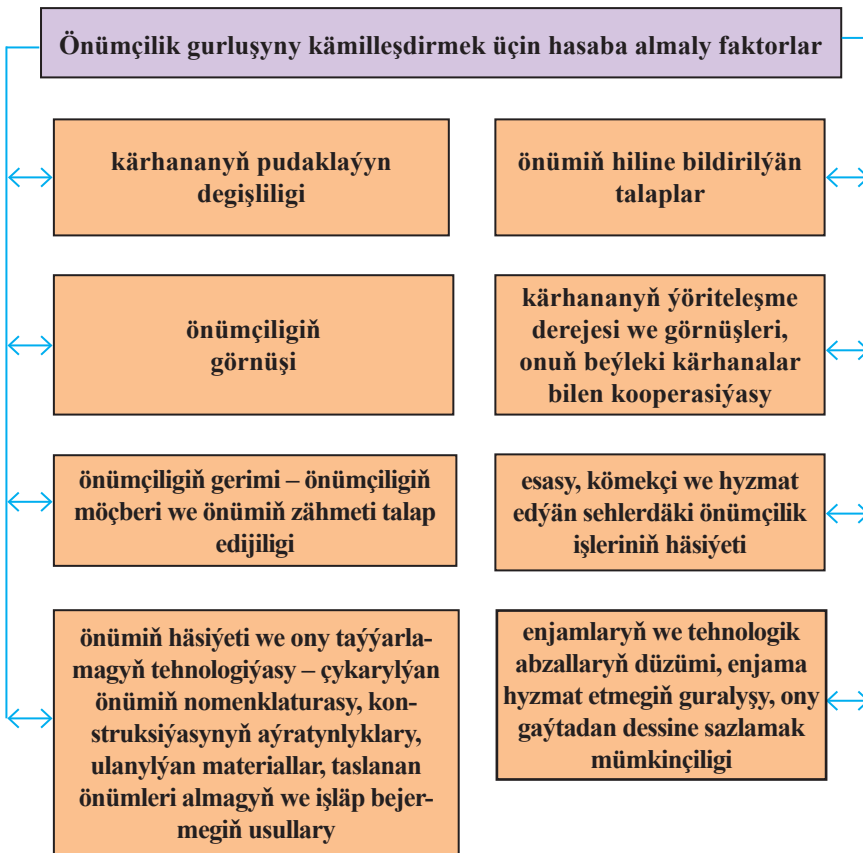 Önümçilik gurluşyny kämilleşdirmek üçin hasaba almaly faktorlar
kärhananyň pudaklaýyn
degişliligi
önümiň hiline bildirilýän
talaplar
önümçiligiň
görnüşi
kärhananyň ýöriteleşme
derejesi we görnüşleri,
onuň beýleki kärhanalar
bilen kooperasiýasy
önümçiligiň gerimi – önümçiligiň
möçberi we önümiň zähmeti talap
edijiligi
esasy, kömekçi we hyzmat
edýän sehlerdäki önümçilik
işleriniň häsiýeti
önümiň häsiýeti we ony taýýarla-
magyň tehnologiýasy – çykarylýan
önümiň nomenklaturasy, kon-
struksiýasynyň aýratynlyklary,
ulanylýan materiallar, taslanan
önümleri almagyň we işläp bejer-
megiň usullary
enjamlaryň we tehnologik
abzallaryň düzümi, enjama
hyzmat etmegiň guralyşy, ony
gaýtadan dessine sazlamak
mümkinçiligi